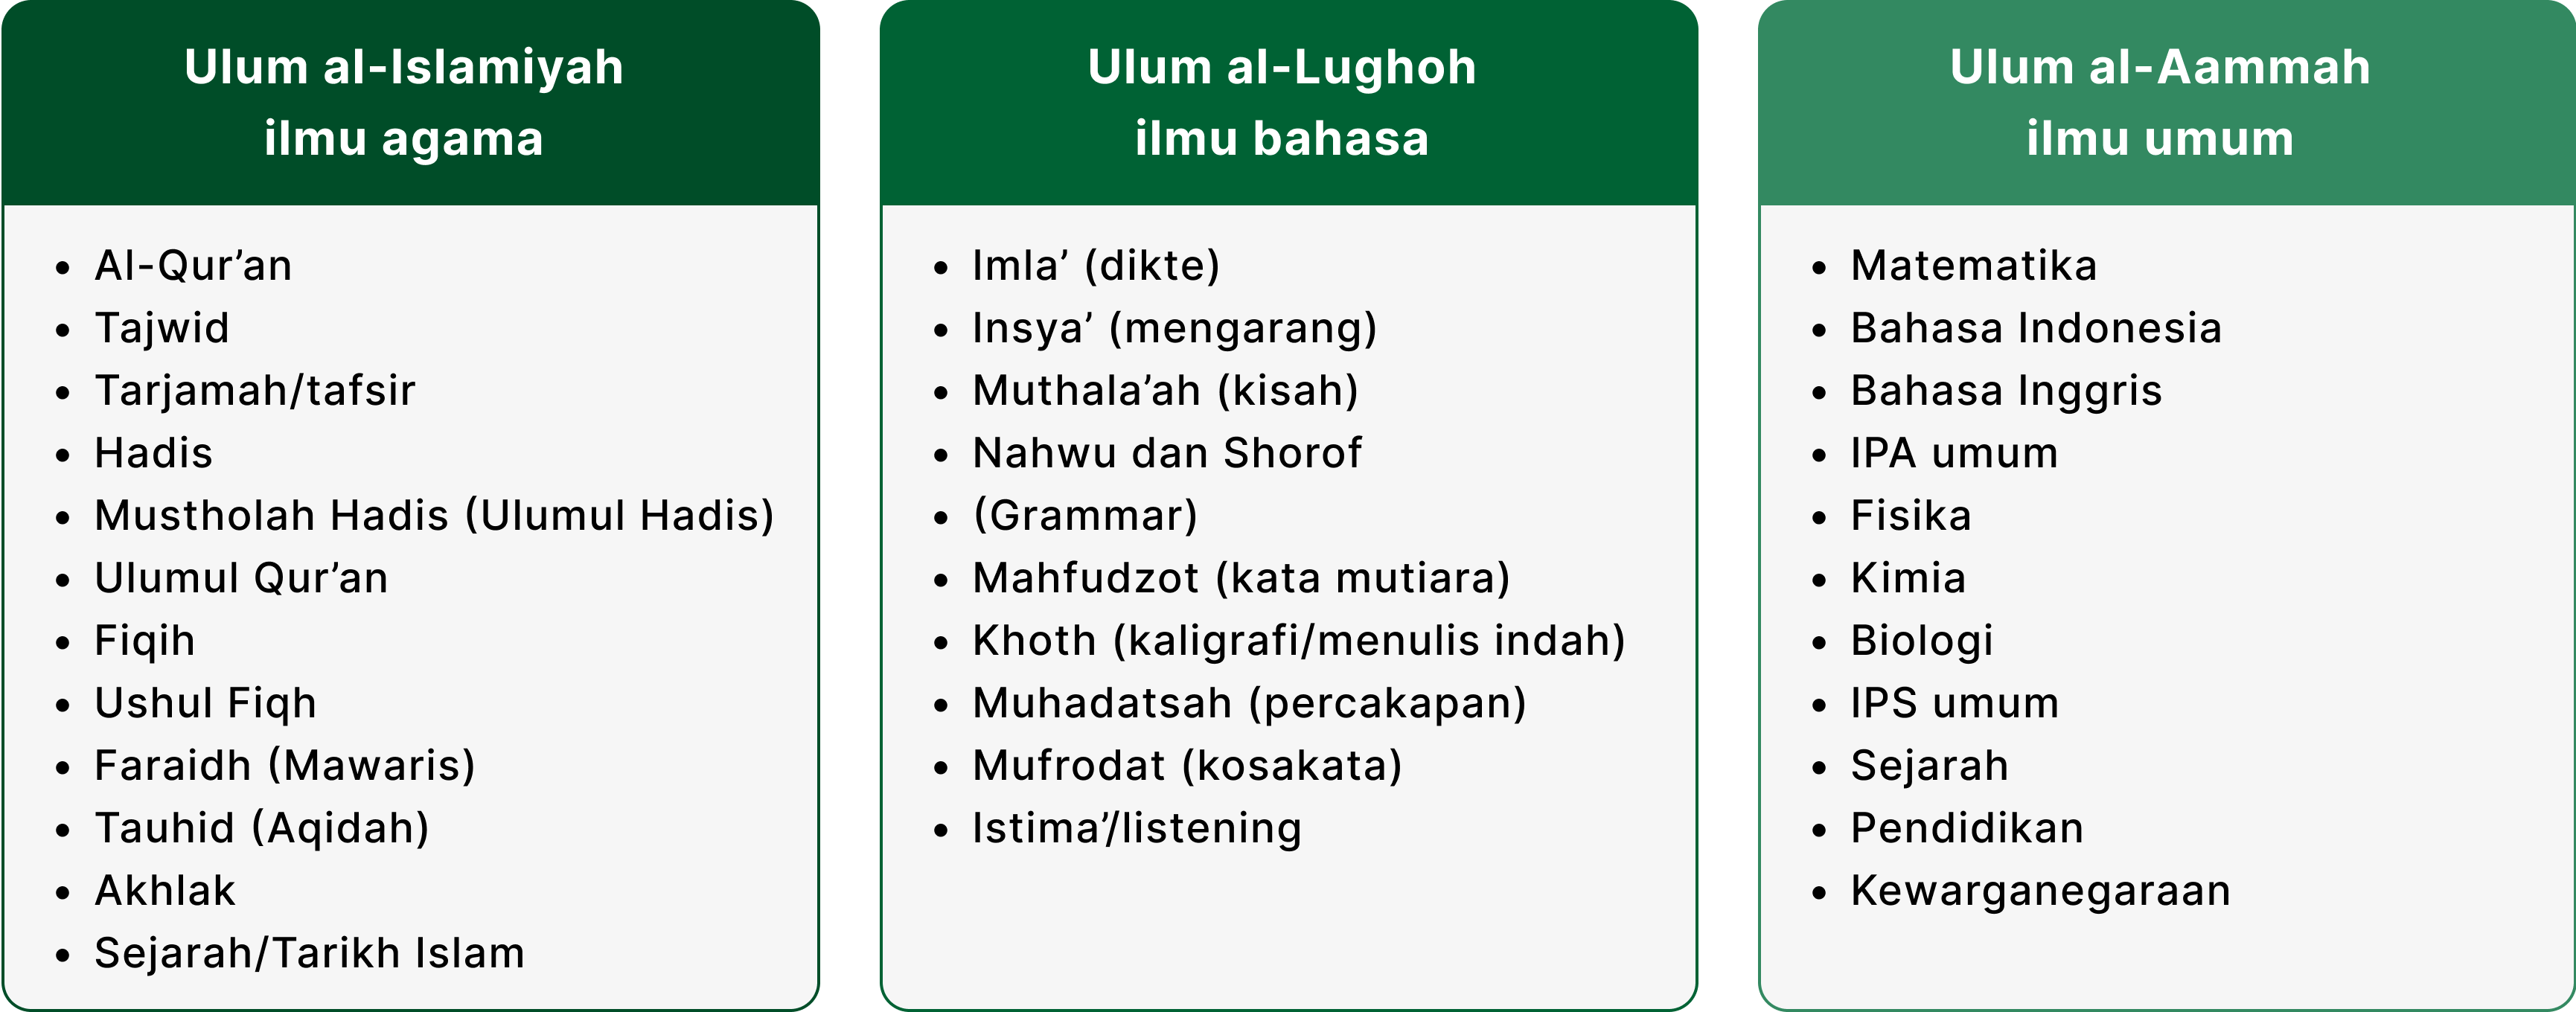 Ulum al-Islamiyah
ilmu agama
• Al-Qur’an
• Tajwid
• Tarjamah/tafsir
• Hadis
• Mustholah Hadis (Ulumul Hadis)
• Ulumul Qur’an
• Fiqih
• Ushul Fiqh
• Faraidh (Mawaris)
• Tauhid (Aqidah)
• Akhlak
• Sejarah/Tarikh Islam
Ulum al-Lughoh
ilmu bahasa
• Imla’ (dikte)
• Insya’ (mengarang)
• Muthala’ah (kisah)
• Nahwu dan Shorof
• (Grammar)
• Mahfudzot (kata mutiara)
• Khoth (kaligrafi/menulis indah)
• Muhadatsah (percakapan)
• Mufrodat (kosakata)
• Istima’/listening
Ulum al-Aammah
ilmu umum
• Matematika
• Bahasa Indonesia
• Bahasa Inggris
• IPA umum
• Fisika
• Kimia
• Biologi
• IPS umum
• Sejarah
• Pendidikan
• Kewarganegaraan